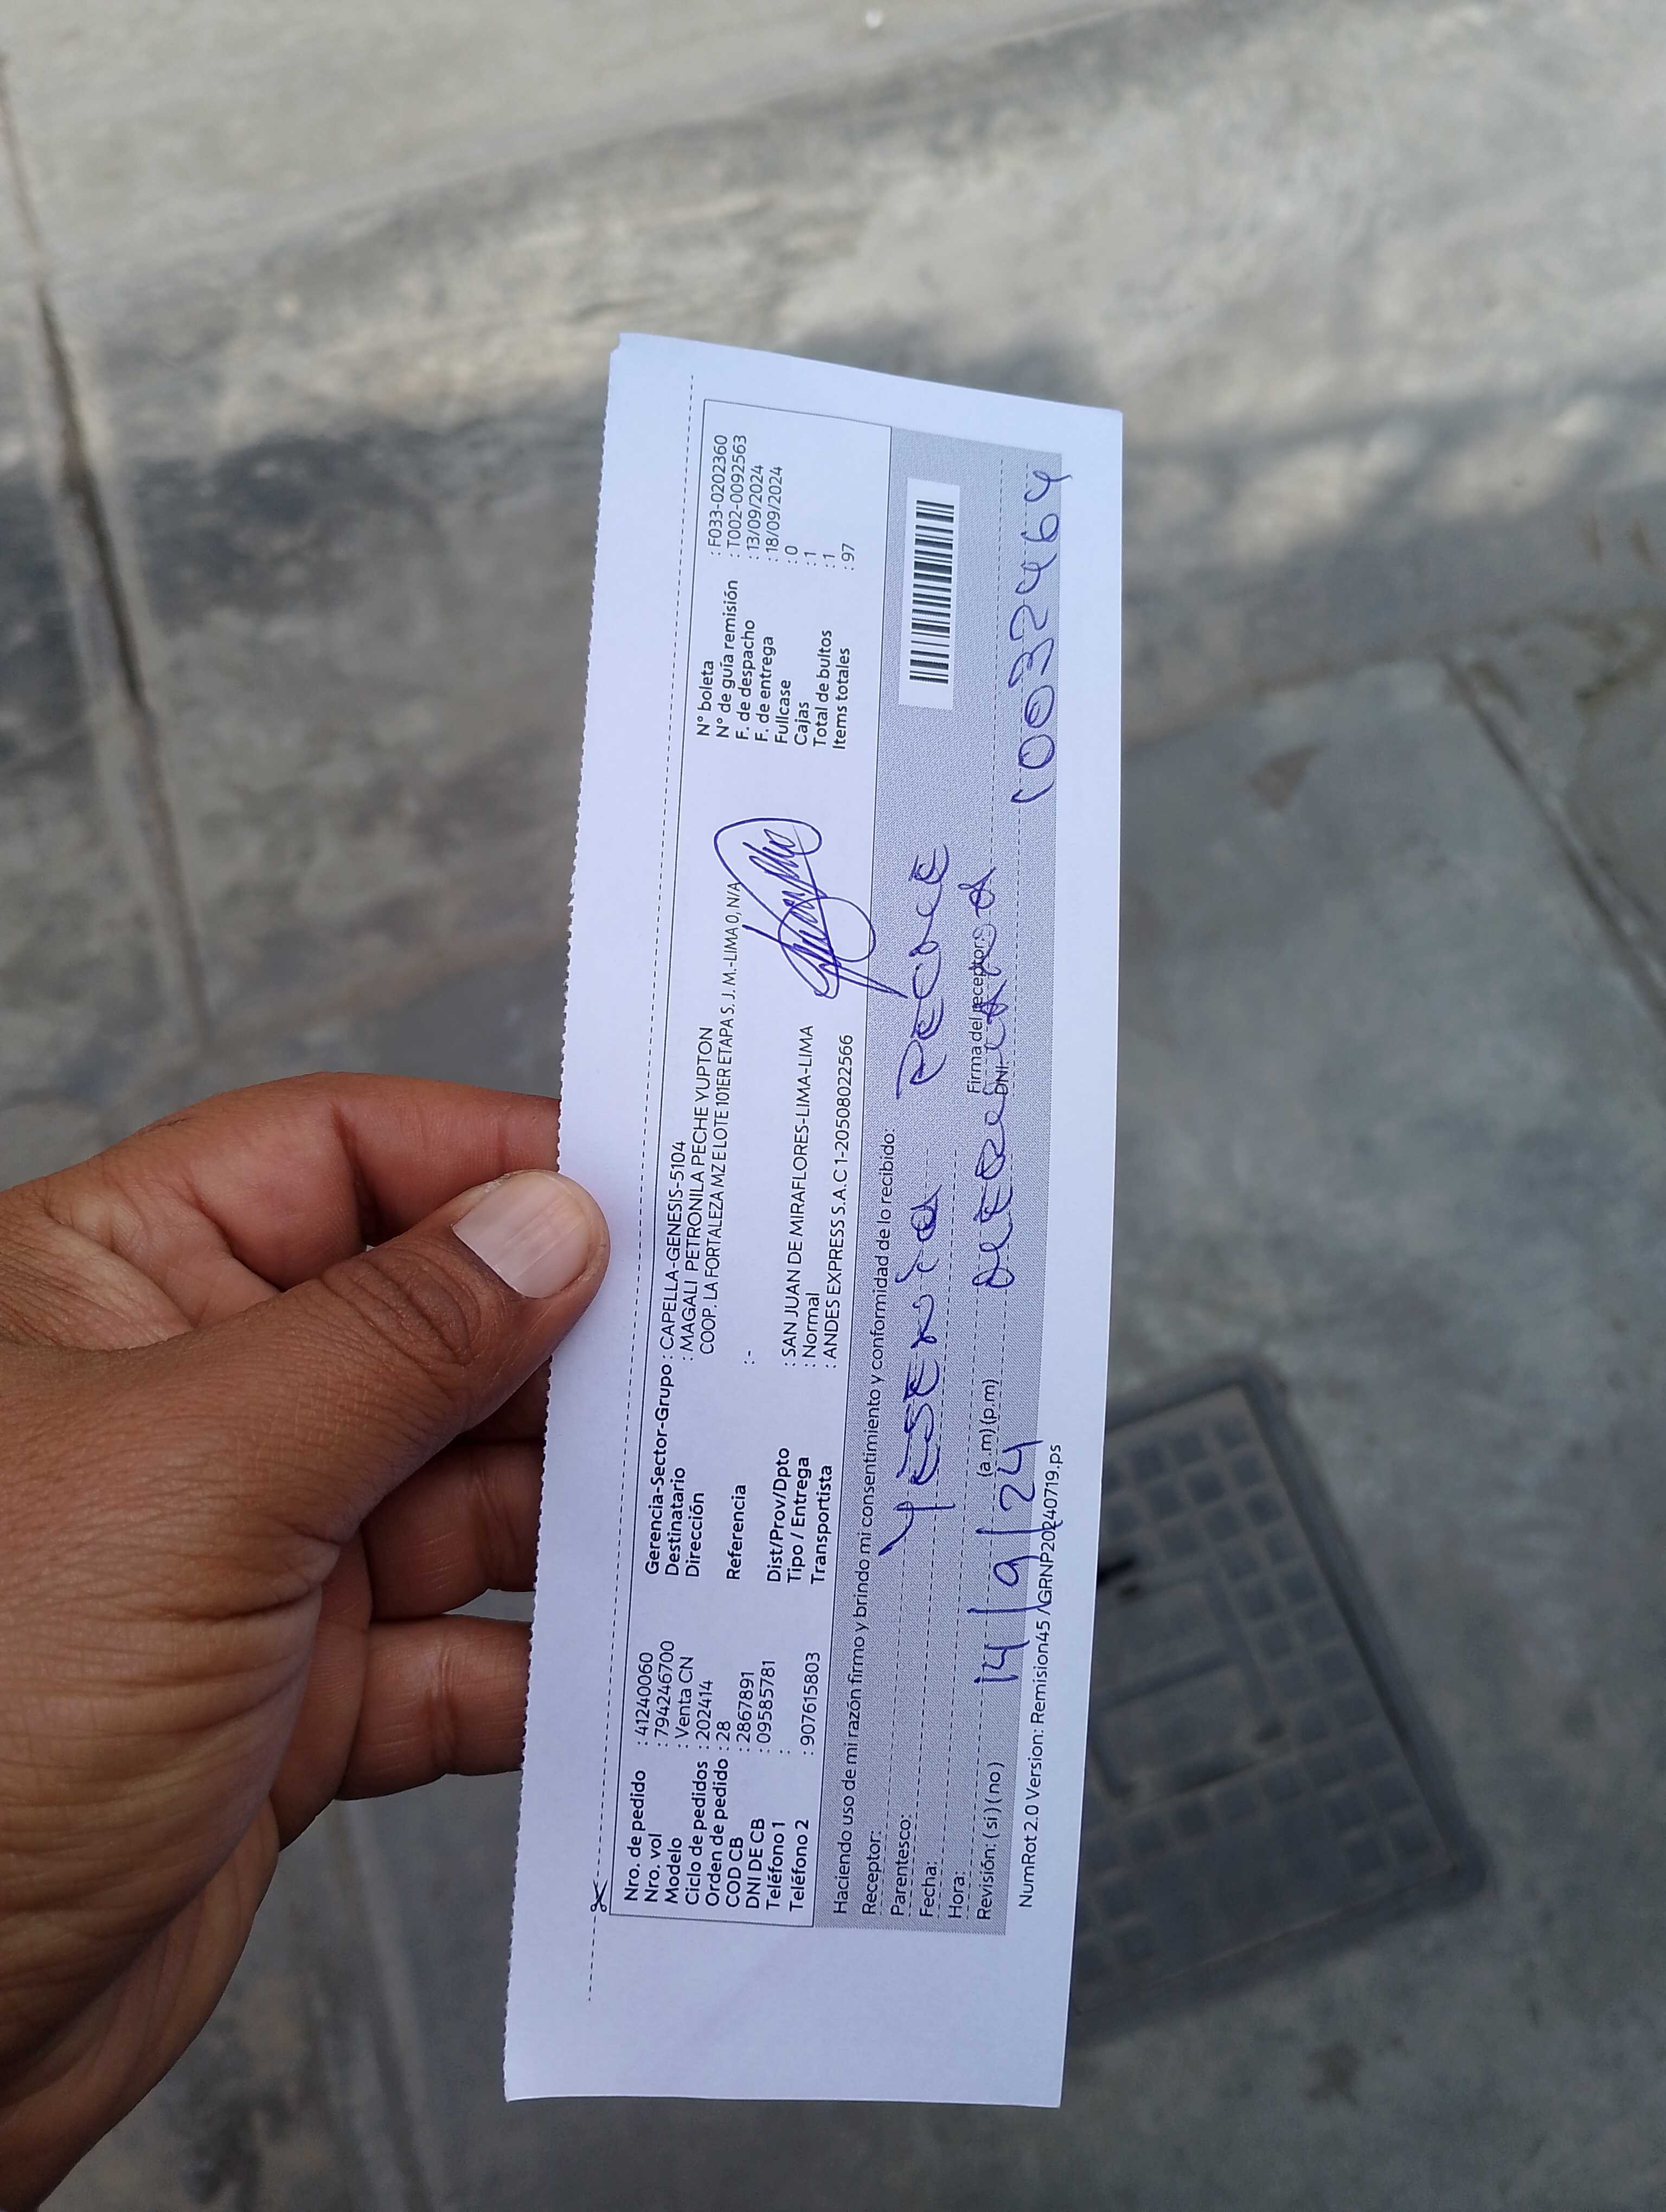 Nro. de pedido : 41240060
Nro. vol : 794246700
Modelo : Venta CN
Ciclo de pedidos : 202414
Orden de pedido : 28
COD CB : 2867891
DNI DE CB : 09585781
Teléfono 1 :
Teléfono 2 : 907615803
Gerencia-Sector-Grupo : CAPELLA-GENESIS-5104
Destinatario : MAGALI PETRONILA PECHE YUPTON
Dirección COOP. LA FORTALEZA MZ E LOTE 101ER ETAPA S. J. M.-LIMA 0, N/A
Referencia :-
Dist/Prov/Dpto : SAN JUAN DE MIRAFLORES-LIMA-LIMA
Tipo / Entrega : Normal
Transportista : ANDES EXPRESS S.A.C 1-20508022566
N° boleta : F033-0202360
N° de guía remisión : T002-0092563
F. de despacho : 13/09/2024
F. de entrega : 18/09/2024
Fullcase : 0
Cajas : 1
Total de bultos : 1
Items totales : 97
Haciendo uso de mi razón firmo y brindo mi consentimiento y conformidad de lo recibido:
Receptor:
Parentesco:
Fecha:
Hora: (a .m) (p.m)
Revisión: ( si ) ( no )
YESENIA PECHE
Firma del receptor
DNI:
14/9/24
10032464
NumRot 2.0 Version: Remision45 /GRNP20240719.ps